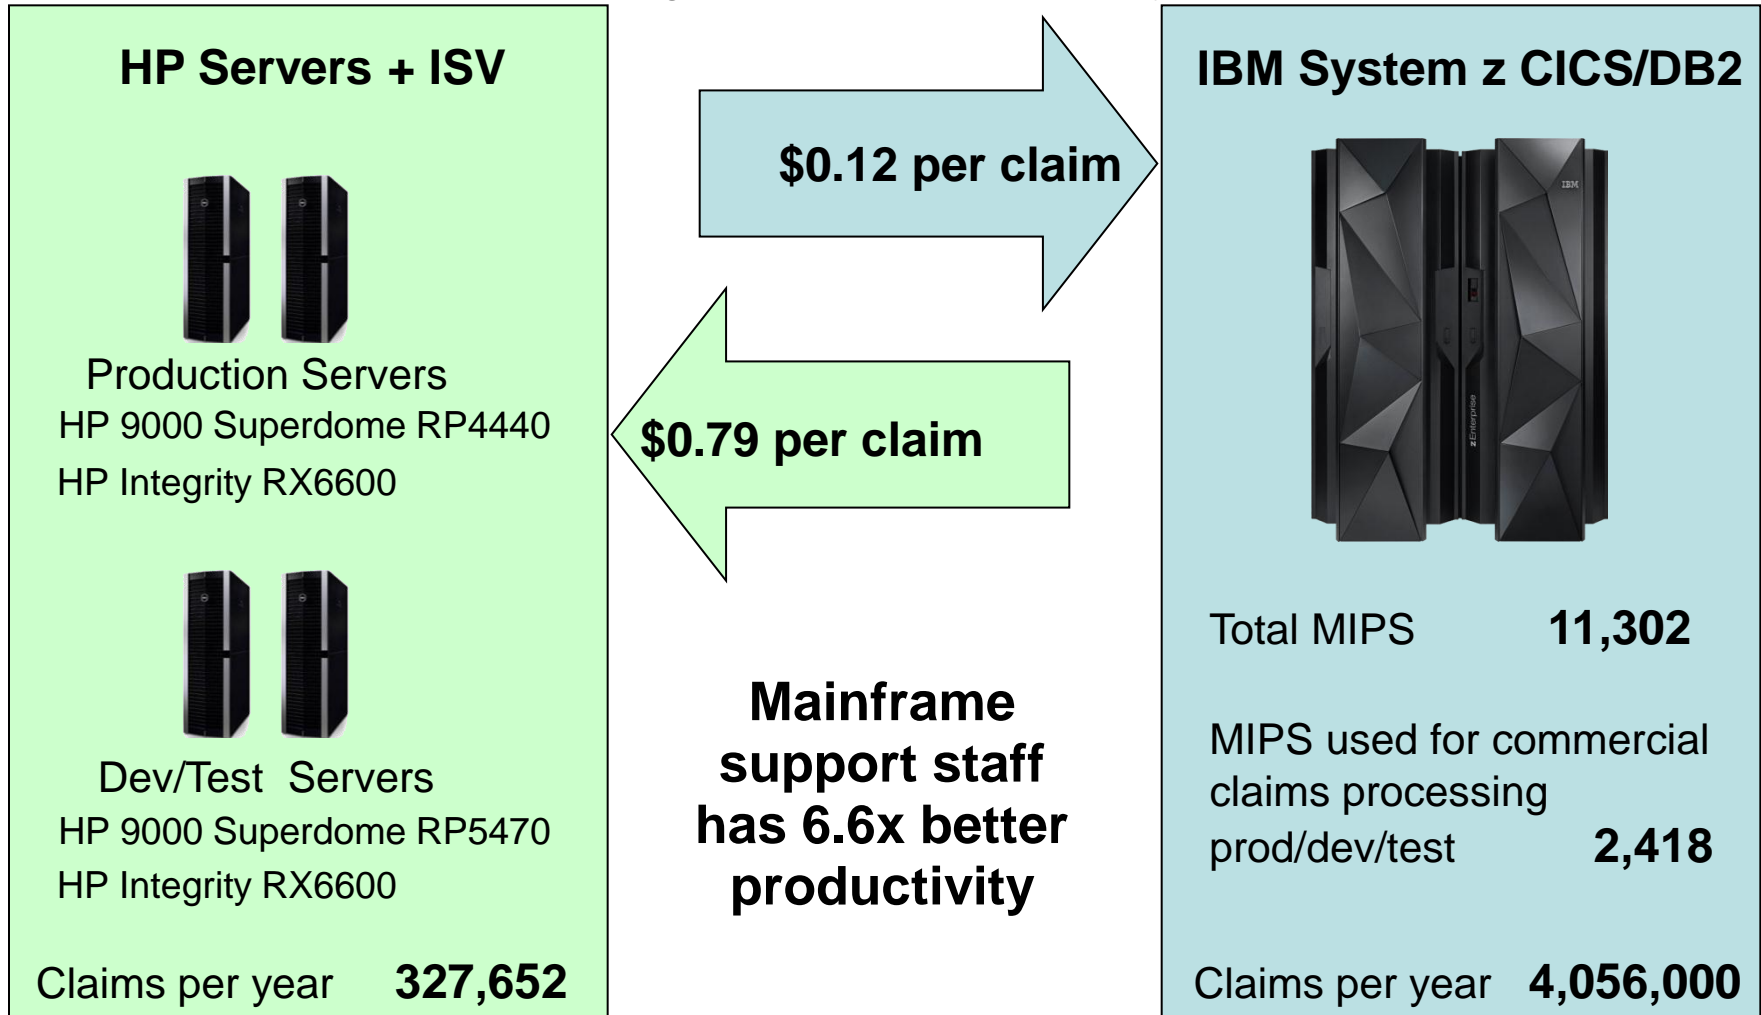 HP Servers + ISV
Production Servers
HP 9000 Superdome RP4440
HP Integrity RX6600
Dev/Test Servers
HP 9000 Superdome RP5470
HP Integrity RX6600
Claims per year 327,652
$0.12 per claim
$0.79 per claim
Mainframe
support staff
has 6.6x better
productivity
IBM System z CICS/DB2
IBM
zEnterprise
Total MIPS 11,302
MIPS used for commercial
claims processing
prod/dev/test 2,418
Claims per year 4,056,000